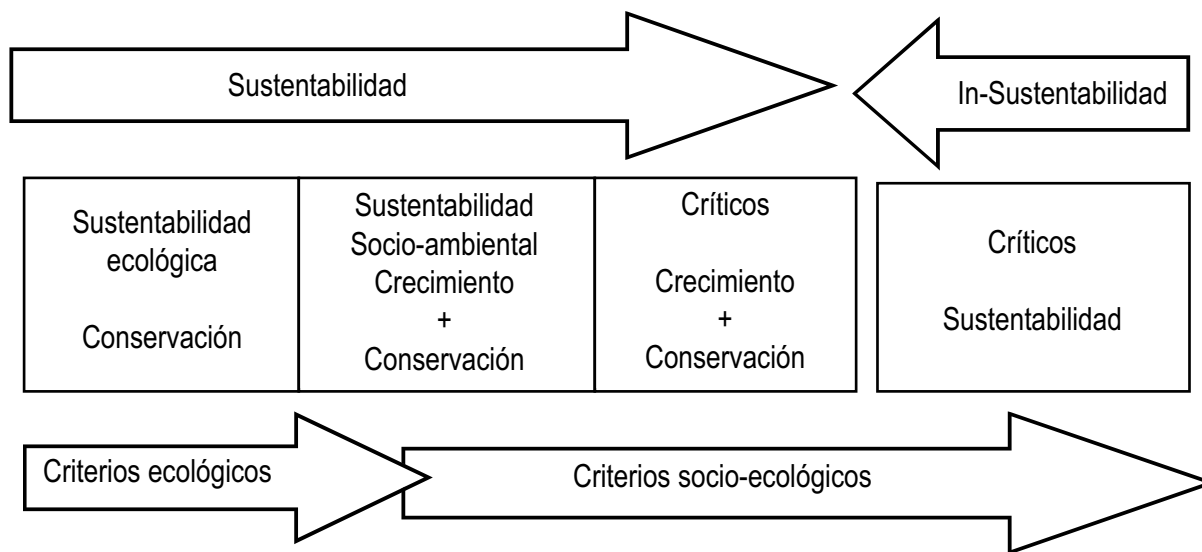 Sustentabilidad
In-Sustentabilidad
Sustentabilidad
ecológica
Conservación
Sustentabilidad
Socio-ambiental
Crecimiento
+
Conservación
Críticos
Crecimiento
+
Conservación
Críticos
Sustentabilidad
Criterios ecológicos
Criterios socio-ecológicos